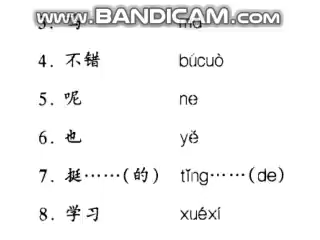 www.BANDICAM.com
4. 不错 búcuò
5. 呢 ne
6. 也 yě
7. 挺……(的) tǐng……(de)
8. 学习 xuéxí